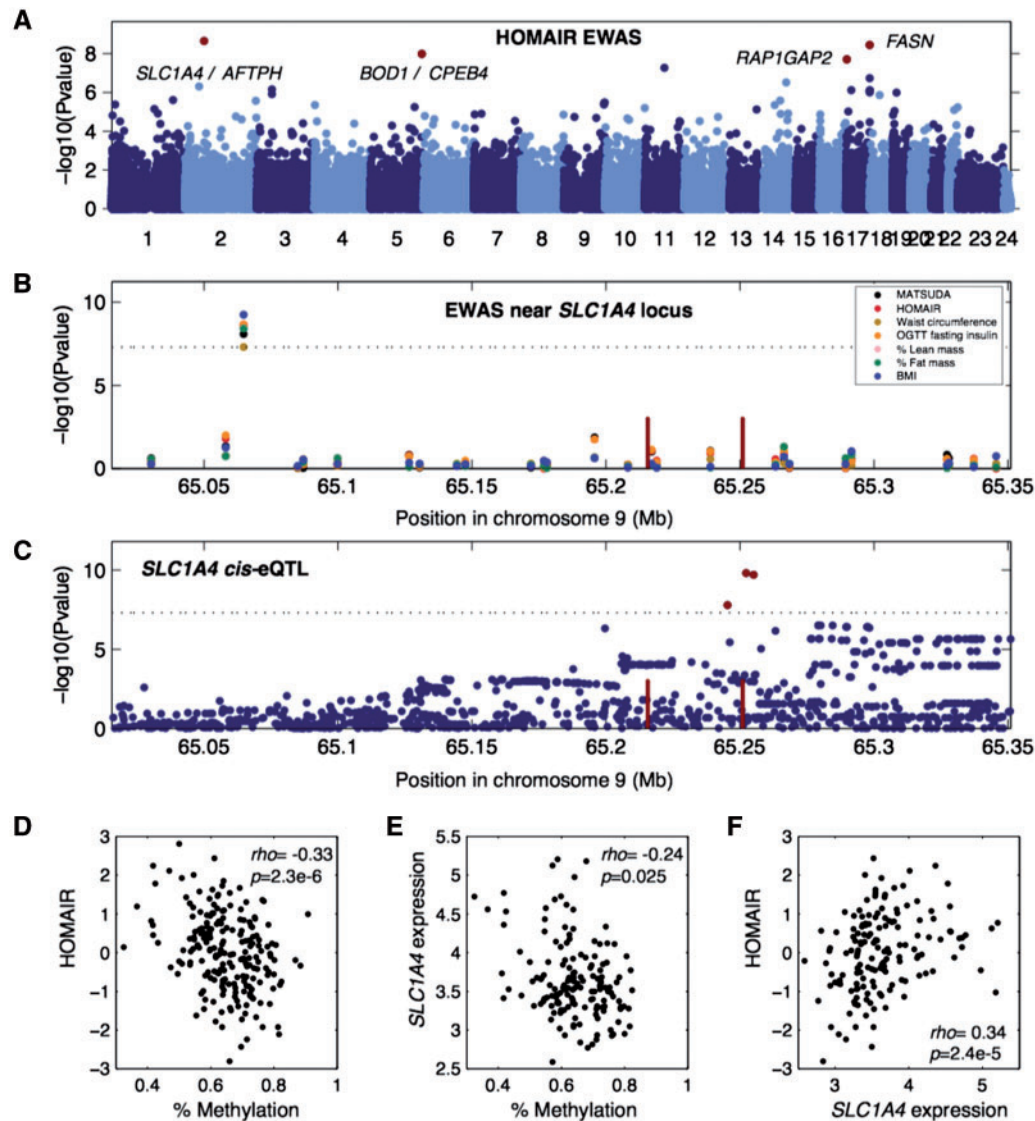 A
HOMAIR EWAS
SLC1A4 / AFTPH
BOD1 / CPEB4
RAP1GAP2
FASN
−log10(Pvalue)
8
6
4
2
0
1 2 3 4 5 6 7 8 9 10 11 12 13 14 15 16 17 18 19 20 21 22 23 24
B
EWAS near SLC1A4 locus
MATSUDA
HOMAIR
Waist circumference
OGTT fasting insulin
% Lean mass
% Fat mass
BMI
−log10(Pvalue)
10
5
0
65.05 65.1 65.15 65.2 65.25 65.3 65.35
Position in chromosome 9 (Mb)
C
SLC1A4 cis-eQTL
−log10(Pvalue)
10
5
0
65.05 65.1 65.15 65.2 65.25 65.3 65.35
Position in chromosome 9 (Mb)
D
rho= -0.33
p=2.3e-6
HOMAIR
3
2
1
0
−1
−2
−3
0.4 0.6 0.8 1
% Methylation
E
rho= -0.24
p=0.025
SLC1A4 expression
5.5
5
4.5
4
3.5
3
2.5
0.4 0.6 0.8 1
% Methylation
F
HOMAIR
3
2
1
0
−1
−2
−3
rho= 0.34
p=2.4e-5
3 4 5
SLC1A4 expression